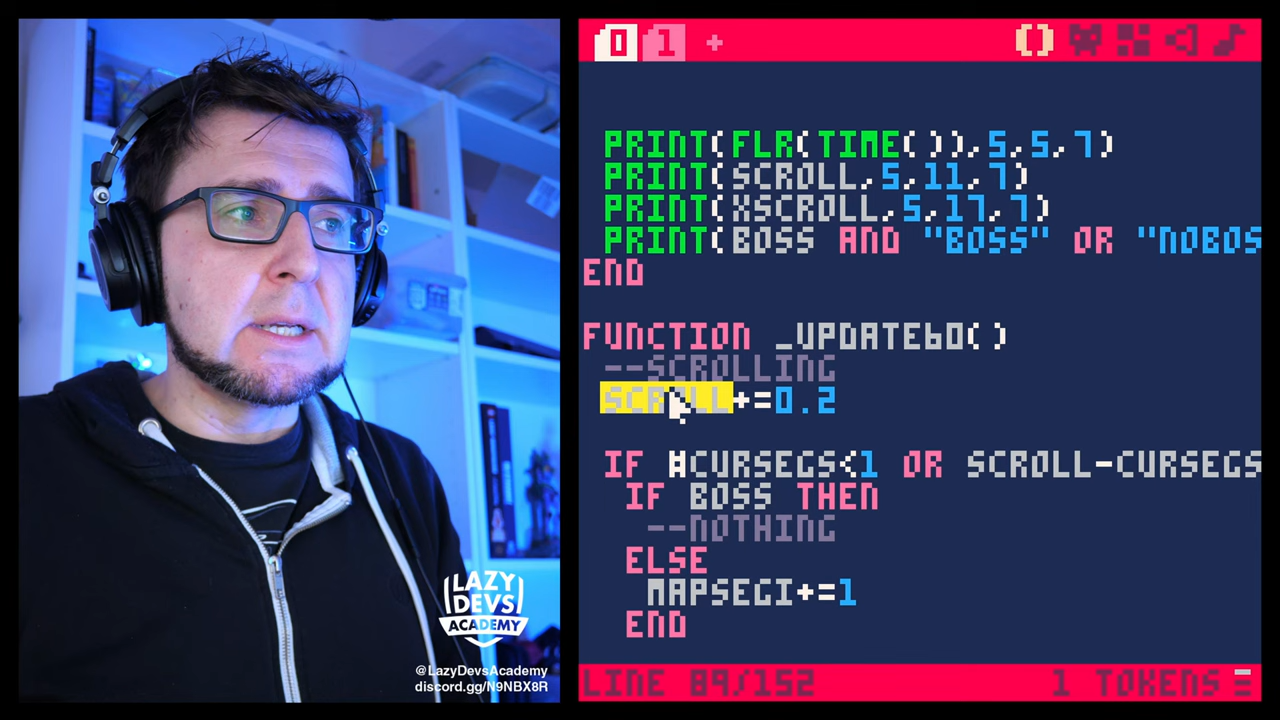 LAZY
DEVS
ACADEMY
@LazyDevsAcademy
discord.gg/N9NBX8R
0 1 +
PRINT(FLR(TIME()),5,5,7)
PRINT(SCROLL,5,11,7)
PRINT(XSCROLL,5,17,7)
PRINT(BOSS AND "BOSS" OR "NOBOS
END
FUNCTION _UPDATE60()
--SCROLLING
SCROLL+=0.2
IF #CURSEGS<1 OR SCROLL-CURSEGS
IF BOSS THEN
--NOTHING
ELSE
MAPSEGI+=1
END
LINE 89/152
1 TOKENS